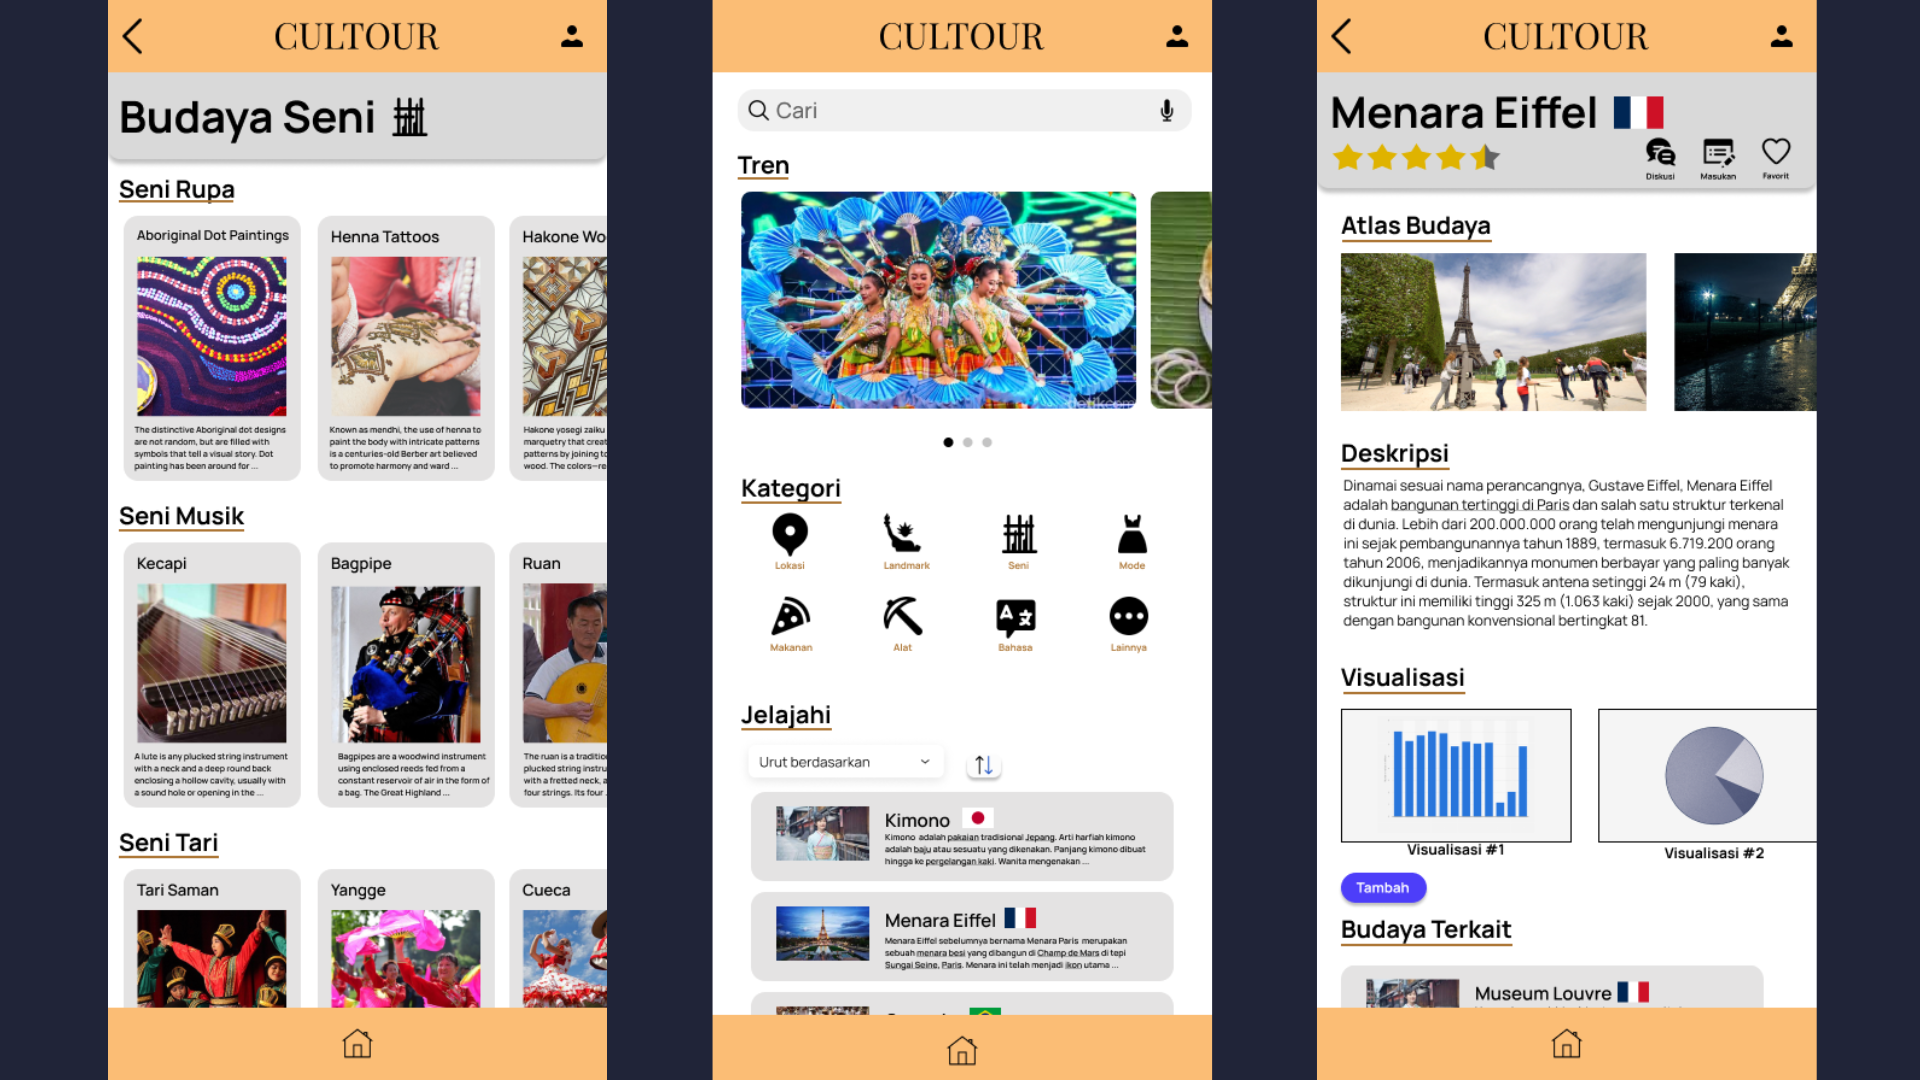 CULTOUR
Budaya Seni
Seni Rupa
Aboriginal Dot Paintings
The distinctive Aboriginal dot designs
are not random, but are filled with
symbols that tell a visual story. Dot
painting has been around for ...
Henna Tattoos
Known as mendhi, the use of henna to
paint the body with intricate patterns
is a centuries-old Berber art believed
to promote harmony and ward ...
Hakone Wo
Hakone yosegi zaiku
marquetry that creat
patterns by joining to
wood. The colors—re
Seni Musik
Kecapi
A lute is any plucked string instrument
with a neck and a deep round back
enclosing a hollow cavity, usually with
a sound hole or opening in the ...
Bagpipe
Bagpipes are a woodwind instrument
using enclosed reeds fed from a
constant reservoir of air in the form of
a bag. The Great Highland ...
Ruan
The ruan is a traditio
plucked string instru
with a fretted neck, a
four strings. Its four
Seni Tari
Tari Saman
Yangge
Cueca
CULTOUR
Cari
Tren
detikcom
Kategori
Lokasi
Landmark
Seni
Mode
Makanan
Alat
Bahasa
Lainnya
Jelajahi
Urut berdasarkan
Kimono
Kimono adalah pakaian tradisional Jepang. Arti harfiah kimono
adalah baju atau sesuatu yang dikenakan. Panjang kimono dibuat
hingga ke pergelangan kaki. Wanita mengenakan ...
Menara Eiffel
Menara Eiffel sebelumnya bernama Menara Paris merupakan
sebuah menara besi yang dibangun di Champ de Mars di tepi
Sungai Seine, Paris. Menara ini telah menjadi ikon utama ...
CULTOUR
Menara Eiffel
Diskusi
Masukan
Favorit
Atlas Budaya
Deskripsi
Dinamai sesuai nama perancangnya, Gustave Eiffel, Menara Eiffel
adalah bangunan tertinggi di Paris dan salah satu struktur terkenal
di dunia. Lebih dari 200.000.000 orang telah mengunjungi menara
ini sejak pembangunannya tahun 1889, termasuk 6.719.200 orang
tahun 2006, menjadikannya monumen berbayar yang paling banyak
dikunjungi di dunia. Termasuk antena setinggi 24 m (79 kaki),
struktur ini memiliki tinggi 325 m (1.063 kaki) sejak 2000, yang sama
dengan bangunan konvensional bertingkat 81.
Visualisasi
Visualisasi #1
Visualisasi #2
Tambah
Budaya Terkait
Museum Louvre